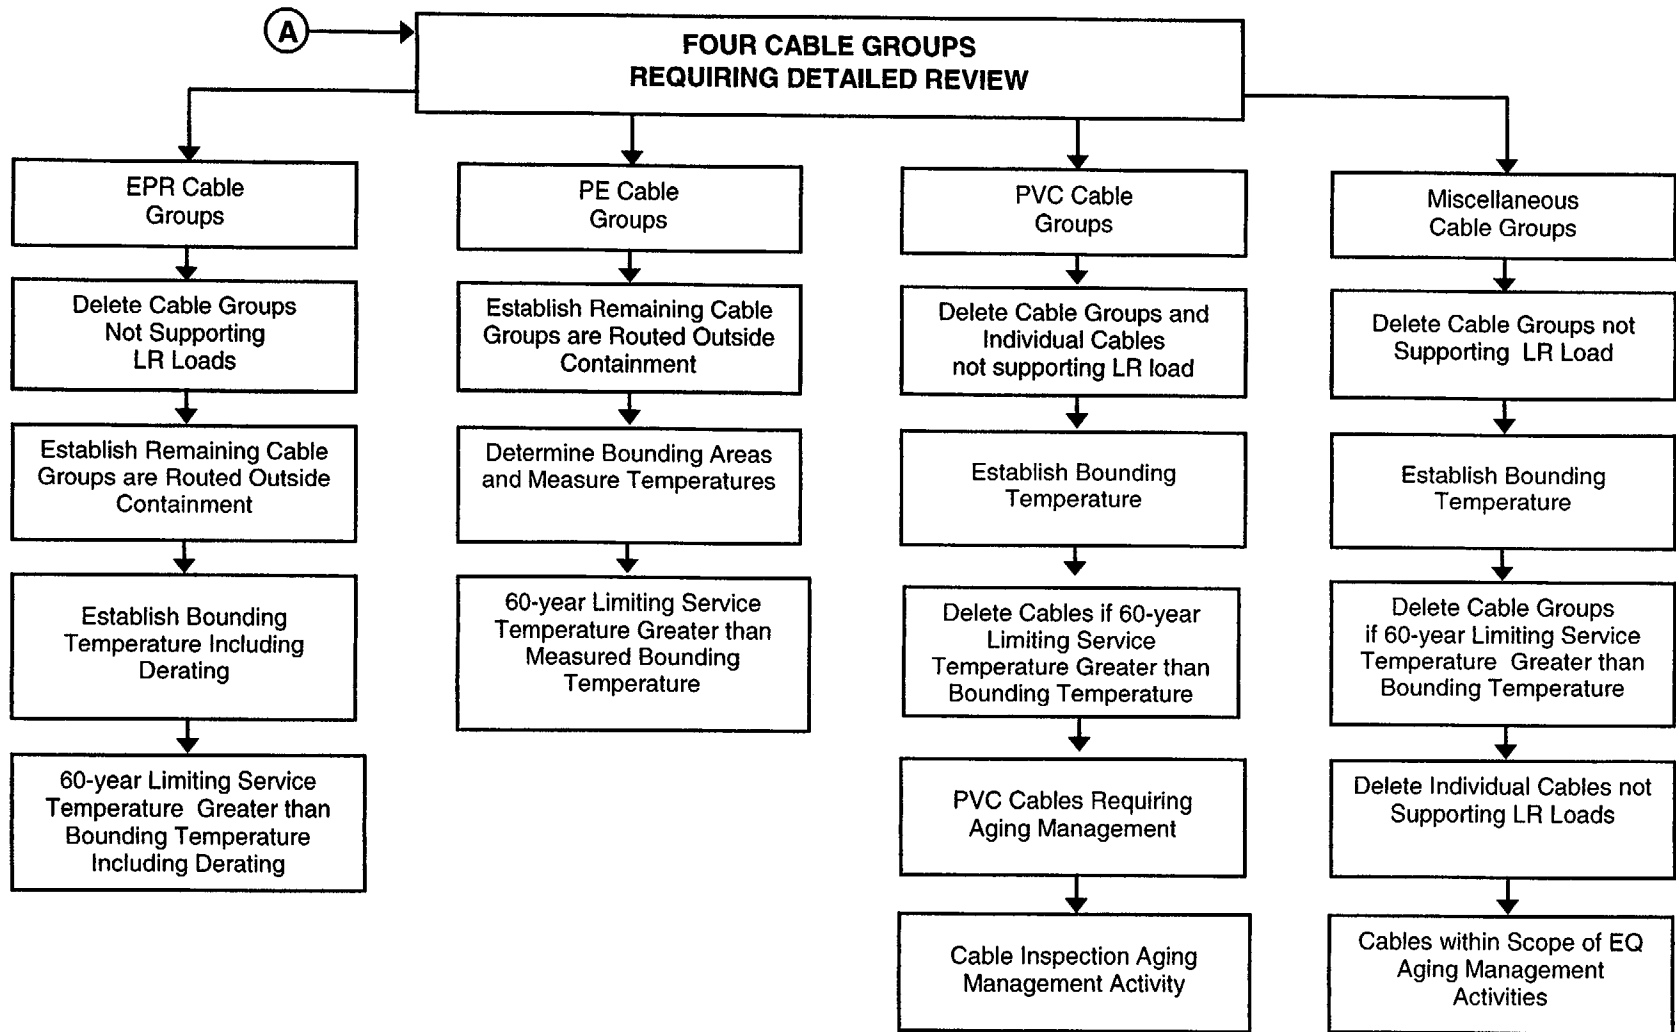 A
FOUR CABLE GROUPS
REQUIRING DETAILED REVIEW
EPR Cable
Groups
Delete Cable Groups
Not Supporting
LR Loads
Establish Remaining Cable
Groups are Routed Outside
Containment
Establish Bounding
Temperature Including
Derating
60-year Limiting Service
Temperature Greater than
Bounding Temperature
Including Derating
PE Cable
Groups
Establish Remaining Cable
Groups are Routed Outside
Containment
Determine Bounding Areas
and Measure Temperatures
60-year Limiting Service
Temperature Greater than
Measured Bounding
Temperature
PVC Cable
Groups
Delete Cable Groups and
Individual Cables
not supporting LR load
Establish Bounding
Temperature
Delete Cables if 60-year
Limiting Service
Temperature Greater than
Bounding Temperature
PVC Cables Requiring
Aging Management
Cable Inspection Aging
Management Activity
Miscellaneous
Cable Groups
Delete Cable Groups not
Supporting LR Load
Establish Bounding
Temperature
Delete Cable Groups
if 60-year Limiting Service
Temperature Greater than
Bounding Temperature
Delete Individual Cables not
Supporting LR Loads
Cables within Scope of EQ
Aging Management
Activities